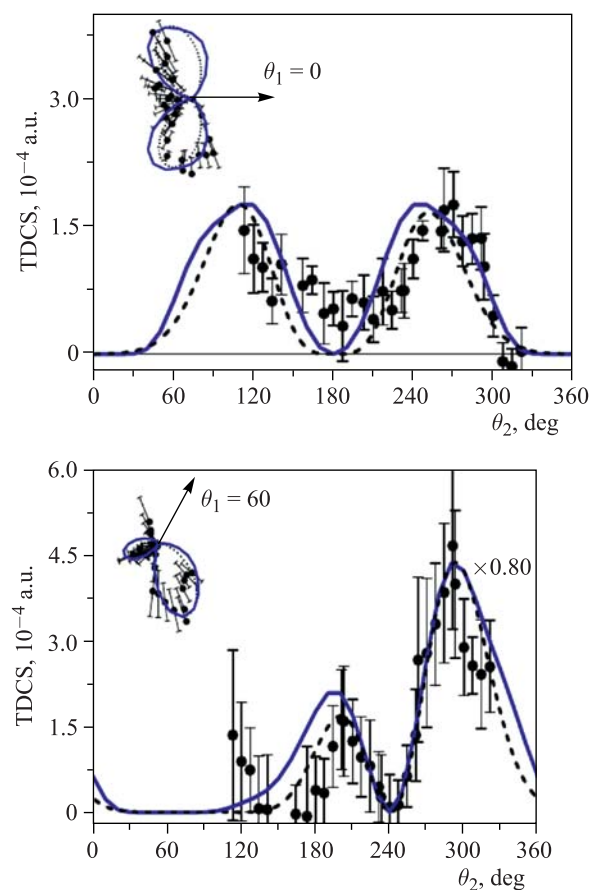 TDCS, 10⁻⁴ a.u.
3.0
1.5
0
θ₁ = 0
0 60 120 180 240 300 360
θ₂, deg
TDCS, 10⁻⁴ a.u.
6.0
4.5
3.0
1.5
0
θ₁ = 60
×0.80
0 60 120 240 300 360
θ₂, deg